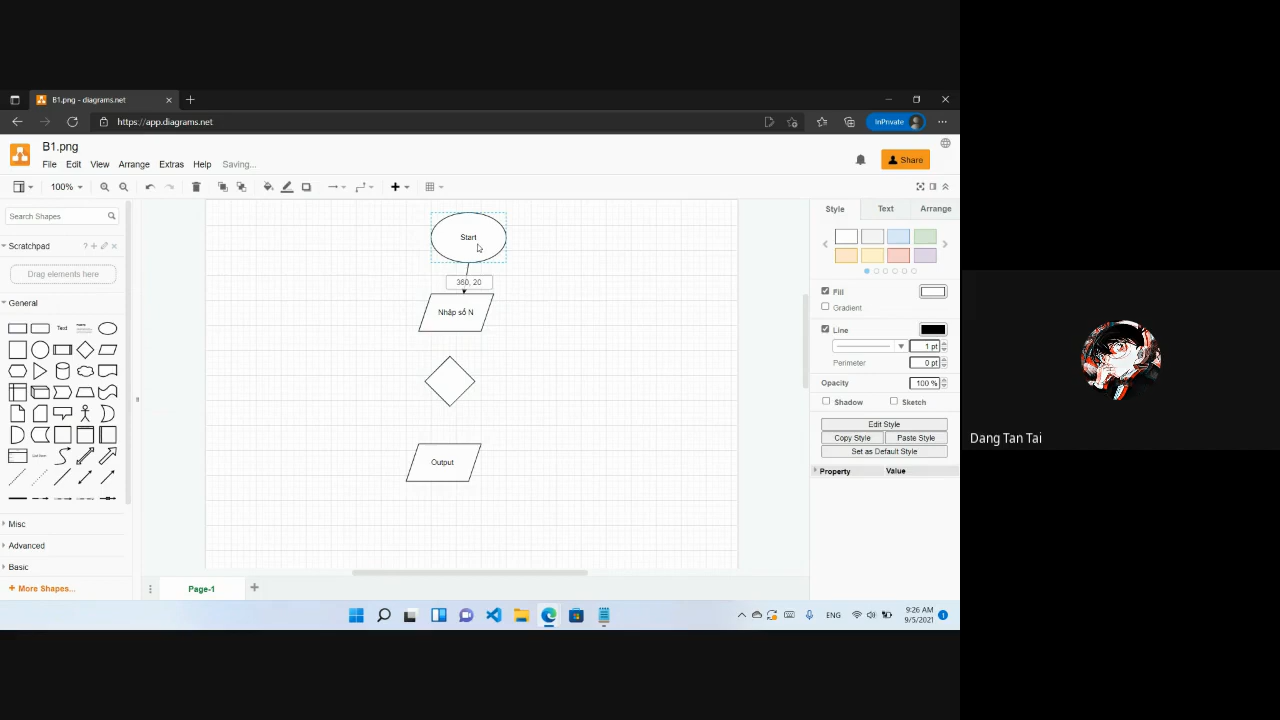 B1.png - diagrams.net
https://app.diagrams.net
InPrivate
B1.png
File Edit View Arrange Extras Help Saving...
Share
100%
Search Shapes
Scratchpad
Drag elements here
General
Text
Misc
Advanced
Basic
+ More Shapes...
Start
360, 20
Nhập số N
Output
Page-1
Style Text Arrange
Fill
Gradient
Line
1 pt
Perimeter 0 pt
Opacity 100 %
Shadow Sketch
Edit Style
Copy Style Paste Style
Set as Default Style
Property Value
ENG
9:26 AM
9/5/2021
1
Dang Tan Tai